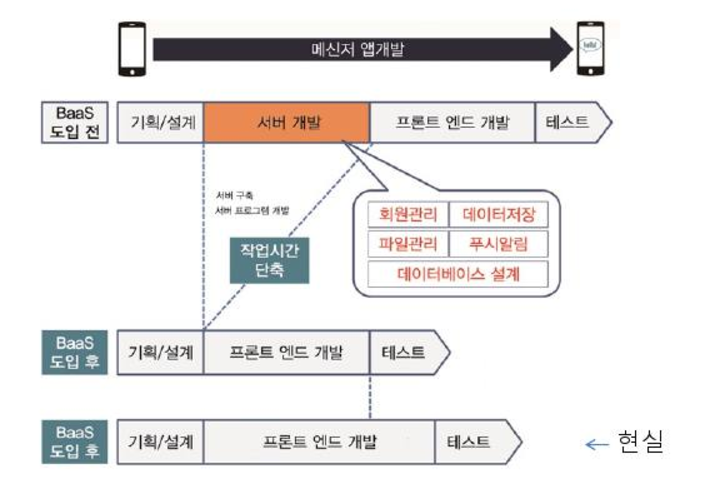 메신저 앱개발
hello!
BaaS
도입 전
기획/설계
서버 개발
프론트 엔드 개발
테스트
서버 구축
서버 프로그램 개발
작업시간
단축
회원관리
데이터저장
파일관리
푸시알림
데이터베이스 설계
BaaS
도입 후
기획/설계
프론트 엔드 개발
테스트
BaaS
도입 후
기획/설계
프론트 엔드 개발
테스트
← 현실